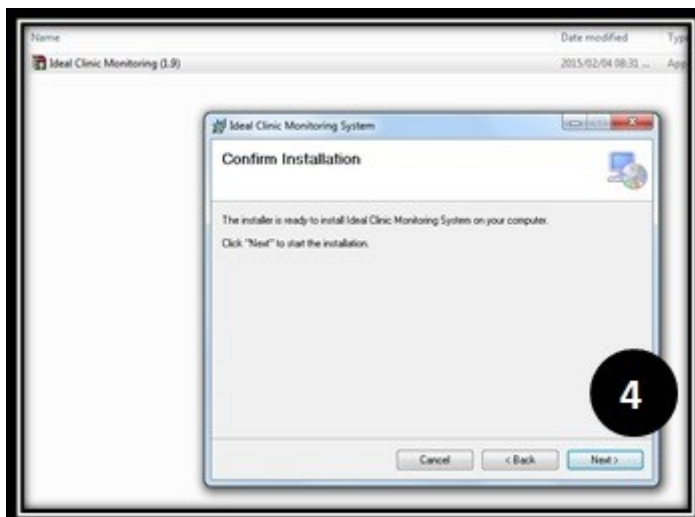 Name Date modified Typ
Ideal Clinic Monitoring (1.9) 2015/02/04 08:31 ... App
Ideal Clinic Monitoring System
Confirm Installation
The installer is ready to install Ideal Clinic Monitoring System on your computer.
Click "Next" to start the installation.
4
Cancel < Back Next >